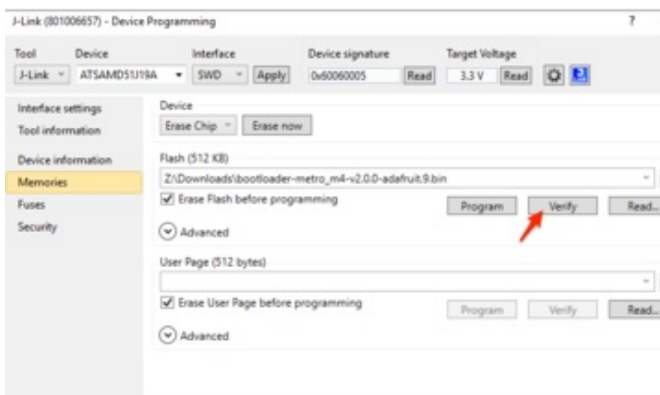 J-Link (801006657) - Device Programming ?
Tool Device Interface Device signature Target Voltage
J-Link ATSAMD51J19A SWD Apply 0x60060005 Read 3.3 V Read
Interface settings
Tool information
Device information
Memories
Fuses
Security
Device
Erase Chip Erase now
Flash (512 KB)
Z:\Downloads\bootloader-metro_m4-v2.0.0-adafruit.9.bin
Erase Flash before programming
Program Verify Read...
Advanced
User Page (512 bytes)
Erase User Page before programming
Program Verify Read...
Advanced